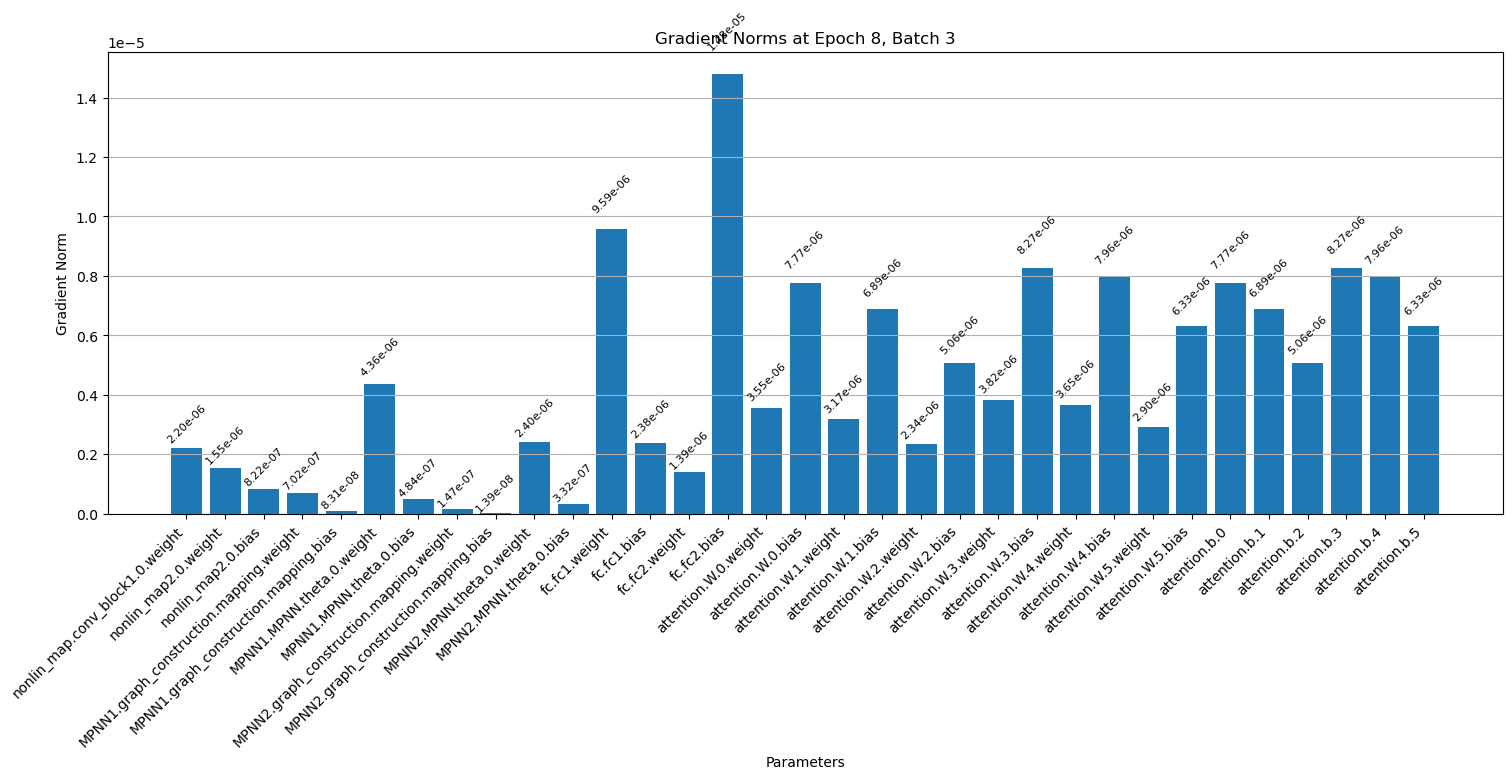 Gradient Norms at Epoch 8, Batch 3
1e−5
Gradient Norm
1.4
1.2
1.0
0.8
0.6
0.4
0.2
0.0
2.20e-06
1.55e-06
8.22e-07
7.02e-07
8.31e-08
4.36e-06
4.84e-07
1.47e-07
1.39e-08
2.40e-06
3.32e-07
9.59e-06
2.38e-06
1.39e-06
1.48e-05
3.55e-06
7.77e-06
3.17e-06
6.89e-06
2.34e-06
5.06e-06
3.82e-06
8.27e-06
3.65e-06
7.96e-06
2.90e-06
6.33e-06
7.77e-06
6.89e-06
5.06e-06
8.27e-06
7.96e-06
6.33e-06
nonlin_map.conv_block1.0.weight
nonlin_map2.0.weight
nonlin_map2.0.bias
MPNN1.graph_construction.mapping.weight
MPNN1.graph_construction.mapping.bias
MPNN1.MPNN.theta.0.weight
MPNN1.MPNN.theta.0.bias
MPNN2.graph_construction.mapping.weight
MPNN2.graph_construction.mapping.bias
MPNN2.MPNN.theta.0.weight
MPNN2.MPNN.theta.0.bias
fc.fc1.weight
fc.fc1.bias
fc.fc2.weight
fc.fc2.bias
attention.W.0.weight
attention.W.0.bias
attention.W.1.weight
attention.W.1.bias
attention.W.2.weight
attention.W.2.bias
attention.W.3.weight
attention.W.3.bias
attention.W.4.weight
attention.W.4.bias
attention.W.5.weight
attention.W.5.bias
attention.b.0
attention.b.1
attention.b.2
attention.b.3
attention.b.4
attention.b.5
Parameters